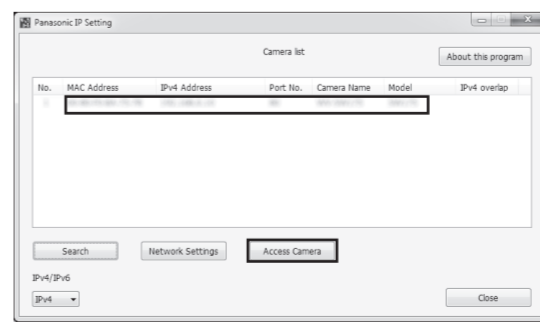 Panasonic IP Setting
Camera list
About this program
No. MAC Address IPv4 Address Port No. Camera Name Model IPv4 overlap
Search Network Settings Access Camera
IPv4/IPv6
IPv4
Close